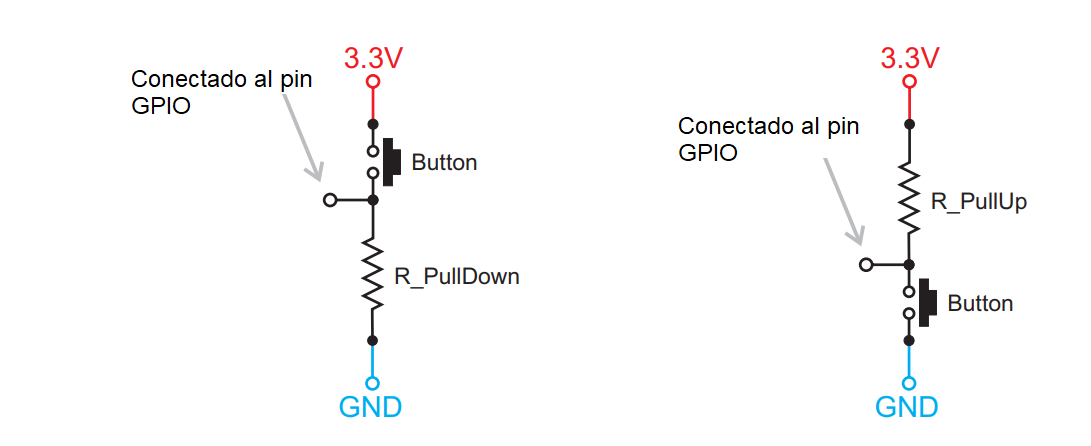 3.3V
Conectado al pin
GPIO
Button
R_PullDown
GND
3.3V
Conectado al pin
GPIO
R_PullUp
Button
GND